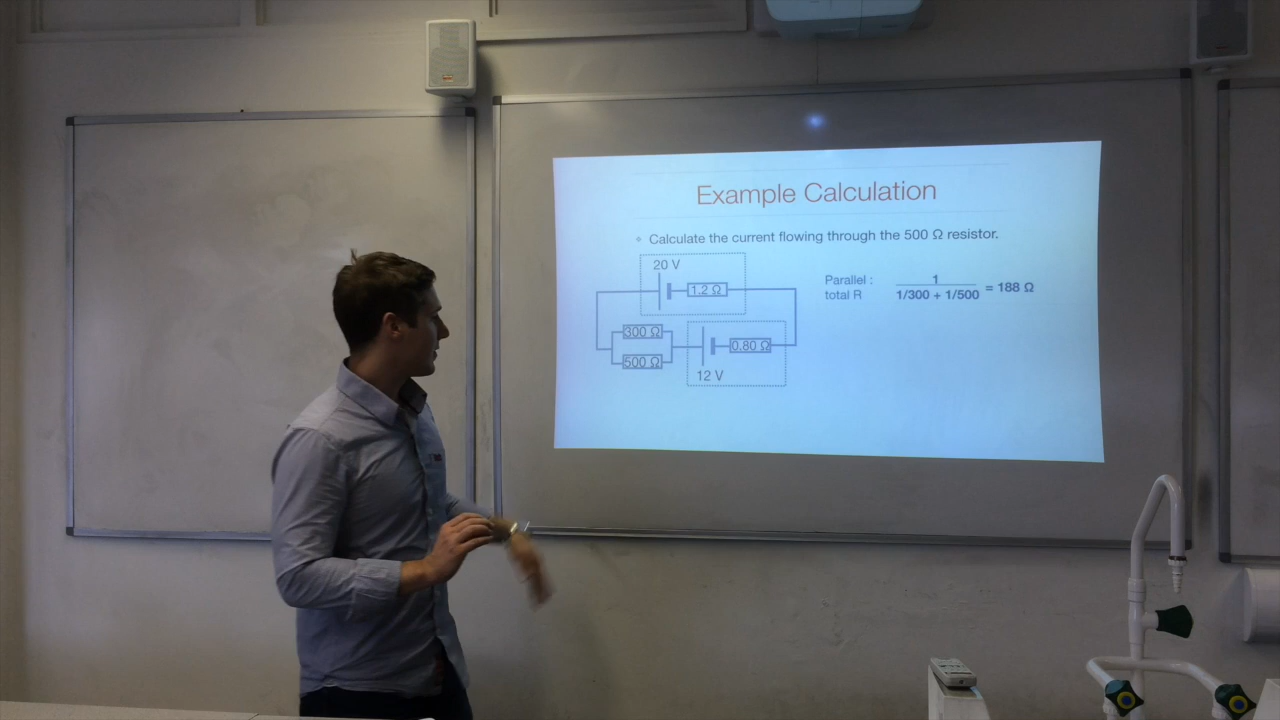 Example Calculation
Calculate the current flowing through the 500 Ω resistor.
20 V
1.2 Ω
300 Ω
500 Ω
0.80 Ω
12 V
Parallel :
total R
1
1/300 + 1/500
= 188 Ω